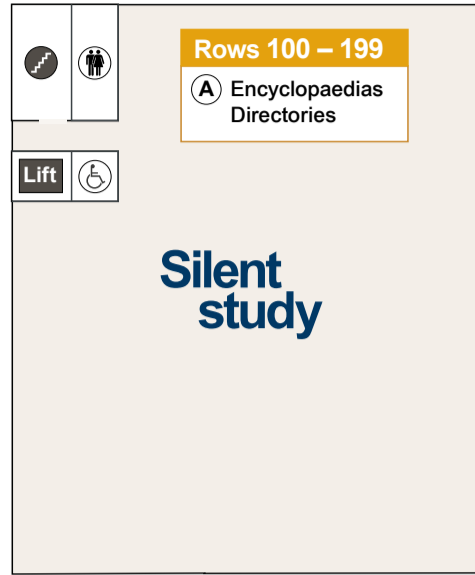 Rows 100 – 199
A Encyclopaedias
Directories
Lift
Silent
study